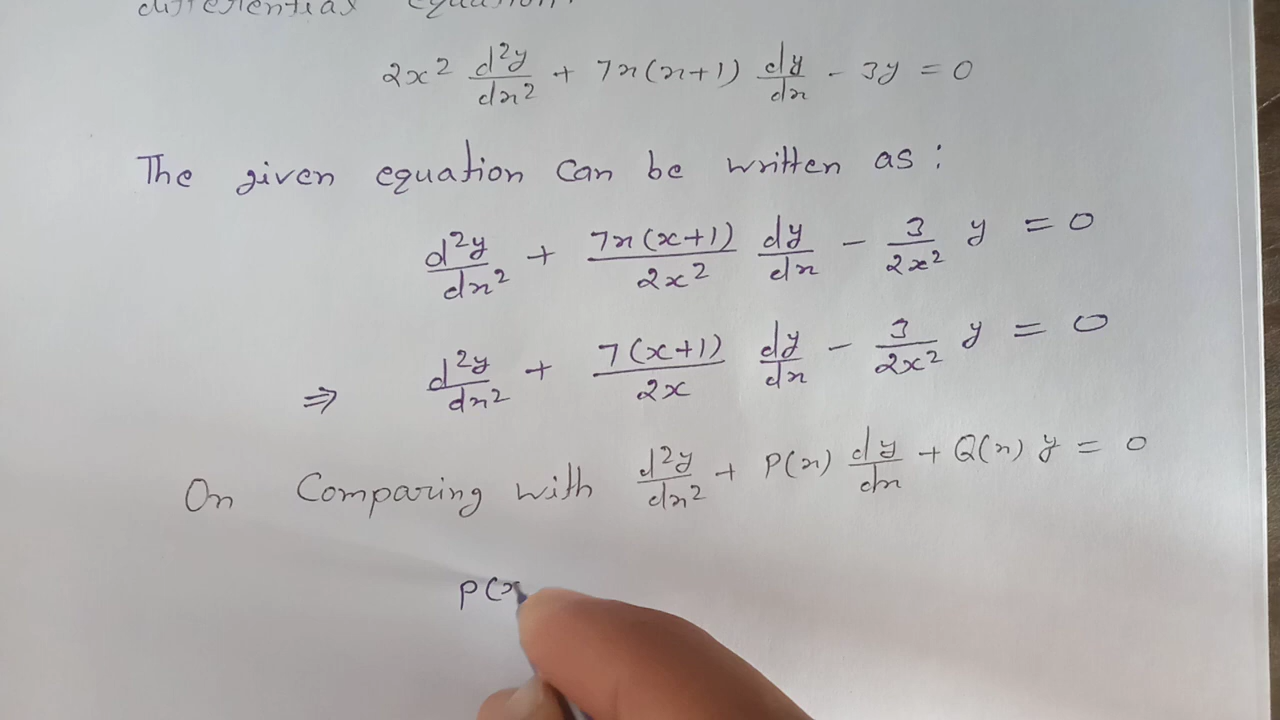 differential equation.
2x² d²y/dx² + 7x(x+1) dy/dx - 3y = 0
The given equation can be written as :
d²y/dx² + 7x(x+1)/2x² dy/dx - 3/2x² y = 0
⇒ d²y/dx² + 7(x+1)/2x dy/dx - 3/2x² y = 0
On Comparing with d²y/dx² + P(x) dy/dx + Q(x) y = 0
P(x